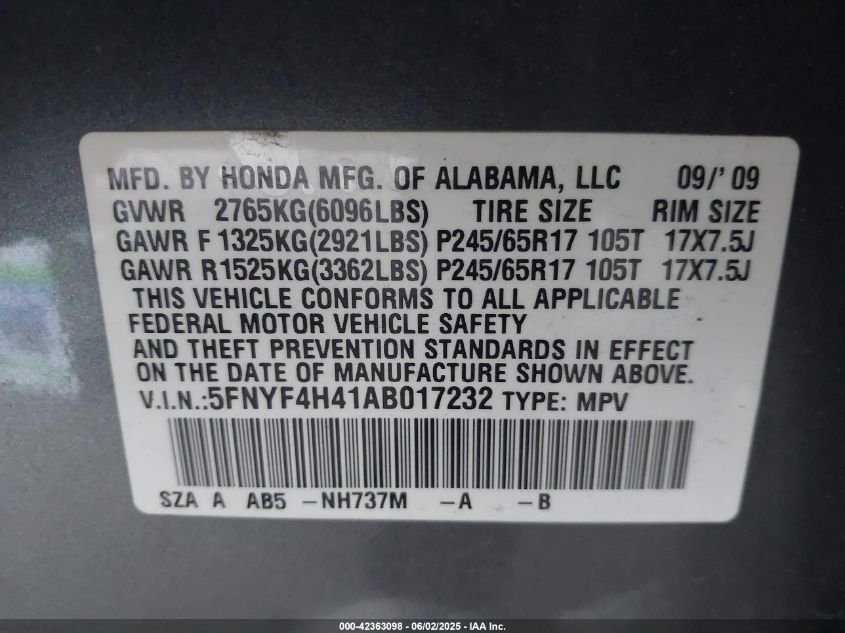 MFD. BY HONDA MFG. OF ALABAMA, LLC 09/'09
GVWR 2765KG(6096LBS) TIRE SIZE RIM SIZE
GAWR F 1325KG(2921LBS) P245/65R17 105T 17X7.5J
GAWR R1525KG(3362LBS) P245/65R17 105T 17X7.5J
THIS VEHICLE CONFORMS TO ALL APPLICABLE
FEDERAL MOTOR VEHICLE SAFETY
AND THEFT PREVENTION STANDARDS IN EFFECT
ON THE DATE OF MANUFACTURE SHOWN ABOVE.
V.I.N.:5FNYF4H41AB017232 TYPE: MPV
SZA A AB5 -NH737M -A -B
000-42363098 - 06/02/2025 - IAA Inc.